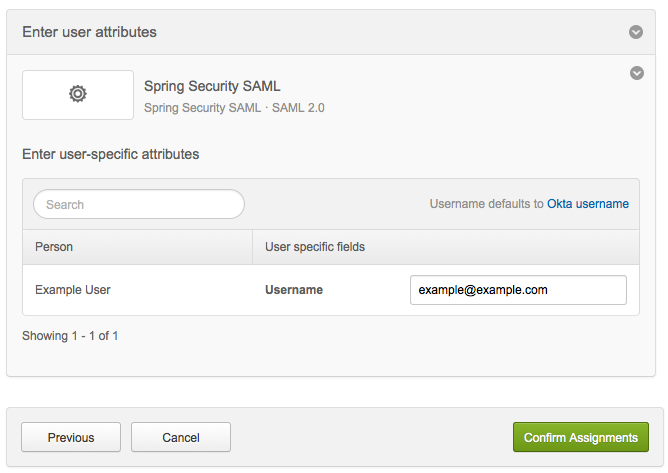 Enter user attributes
Spring Security SAML
Spring Security SAML · SAML 2.0
Enter user-specific attributes
Search
Username defaults to Okta username
Person User specific fields
Example User Username example@example.com
Showing 1 - 1 of 1
Previous Cancel Confirm Assignments